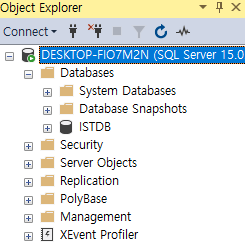 Object Explorer
Connect
DESKTOP-FIO7M2N (SQL Server 15.0
Databases
System Databases
Database Snapshots
ISTDB
Security
Server Objects
Replication
PolyBase
Management
XEvent Profiler